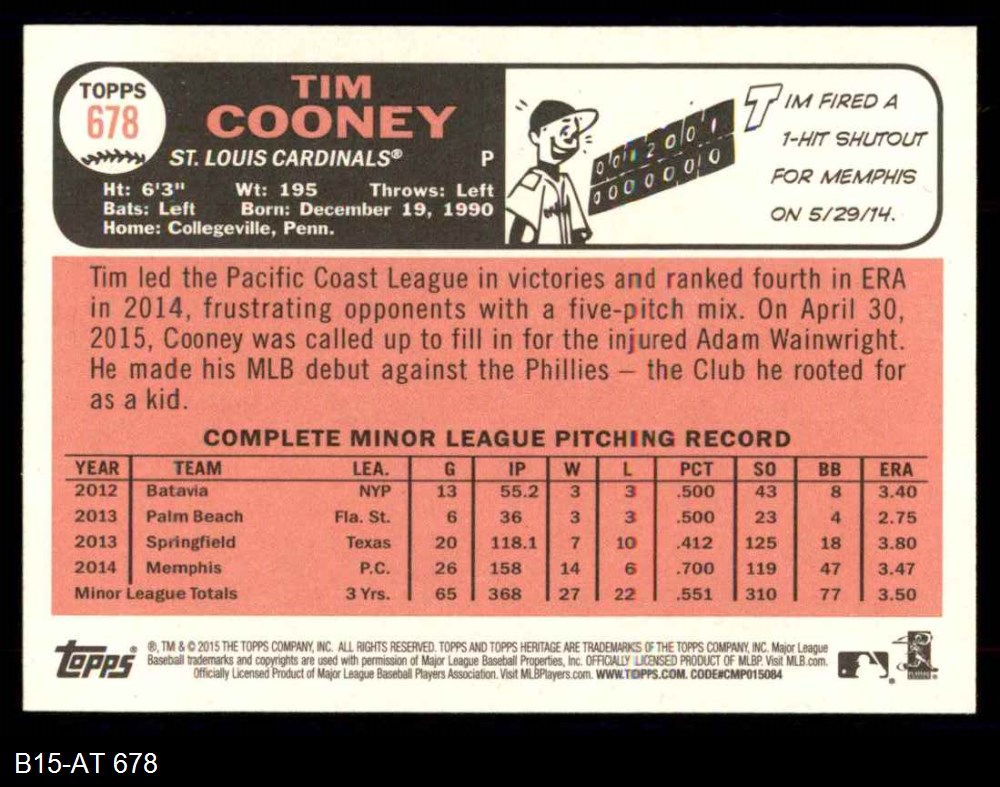 TOPPS
678
TIM
COONEY
ST. LOUIS CARDINALS® P
Ht: 6'3" Wt: 195 Throws: Left
Bats: Left Born: December 19, 1990
Home: Collegeville, Penn.
TIM FIRED A
1-HIT SHUTOUT
FOR MEMPHIS
ON 5/29/14.
Tim led the Pacific Coast League in victories and ranked fourth in ERA
in 2014, frustrating opponents with a five-pitch mix. On April 30,
2015, Cooney was called up to fill in for the injured Adam Wainwright.
He made his MLB debut against the Phillies – the Club he rooted for
as a kid.
COMPLETE MINOR LEAGUE PITCHING RECORD
YEAR TEAM LEA. G IP W L PCT SO BB ERA
2012 Batavia NYP 13 55.2 3 3 .500 43 8 3.40
2013 Palm Beach Fla. St. 6 36 3 3 .500 23 4 2.75
2013 Springfield Texas 20 118.1 7 10 .412 125 18 3.80
2014 Memphis P.C. 26 158 14 6 .700 119 47 3.47
Minor League Totals 3 Yrs. 65 368 27 22 .551 310 77 3.50
Topps
®, TM & © 2015 THE TOPPS COMPANY, INC. ALL RIGHTS RESERVED. TOPPS AND TOPPS HERITAGE ARE TRADEMARKS OF THE TOPPS COMPANY, INC. Major League
Baseball trademarks and copyrights are used with permission of Major League Baseball Properties, Inc. OFFICIALLY LICENSED PRODUCT OF MLBP. Visit MLB.com.
Officially Licensed Product of Major League Baseball Players Association. Visit MLBPlayers.com. WWW.TOPPS.COM. CODE#CMP015084
B15-AT 678